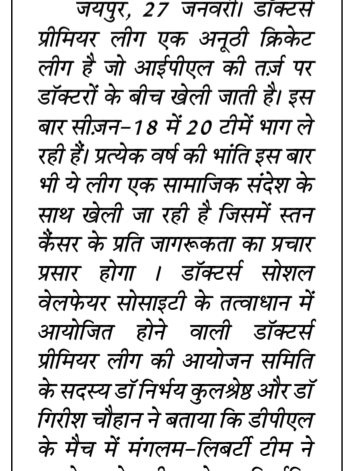 जयपुर, 27 जनवरी। डॉक्टर्स
प्रीमियर लीग एक अनूठी क्रिकेट
लीग है जो आईपीएल की तर्ज़ पर
डॉक्टरों के बीच खेली जाती है। इस
बार सीज़न-18 में 20 टीमें भाग ले
रही हैं। प्रत्येक वर्ष की भांति इस बार
भी ये लीग एक सामाजिक संदेश के
साथ खेली जा रही है जिसमें स्तन
कैंसर के प्रति जागरूकता का प्रचार
प्रसार होगा । डॉक्टर्स सोशल
वेलफेयर सोसाइटी के तत्वाधान में
आयोजित होने वाली डॉक्टर्स
प्रीमियर लीग की आयोजन समिति
के सदस्य डॉ निर्भय कुलश्रेष्ठ और डॉ
गिरीश चौहान ने बताया कि डीपीएल
के मैच में मंगलम-लिबर्टी टीम ने